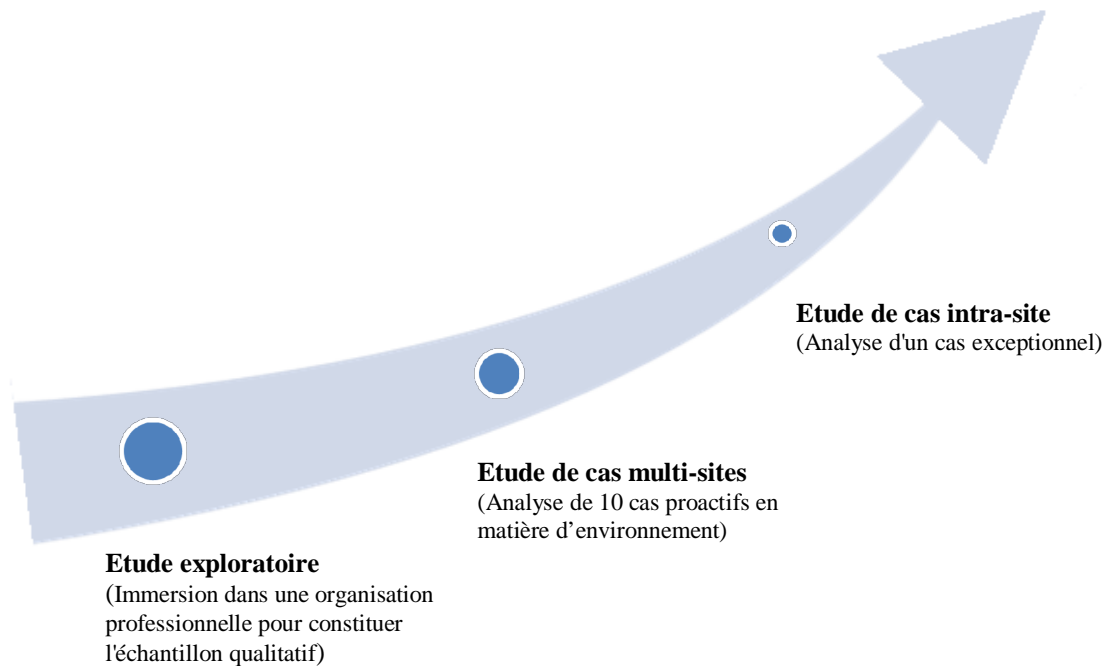 Etude de cas intra-site
(Analyse d'un cas exceptionnel)
Etude de cas multi-sites
(Analyse de 10 cas proactifs en
matière d’environnement)
Etude exploratoire
(Immersion dans une organisation
professionnelle pour constituer
l'échantillon qualitatif)